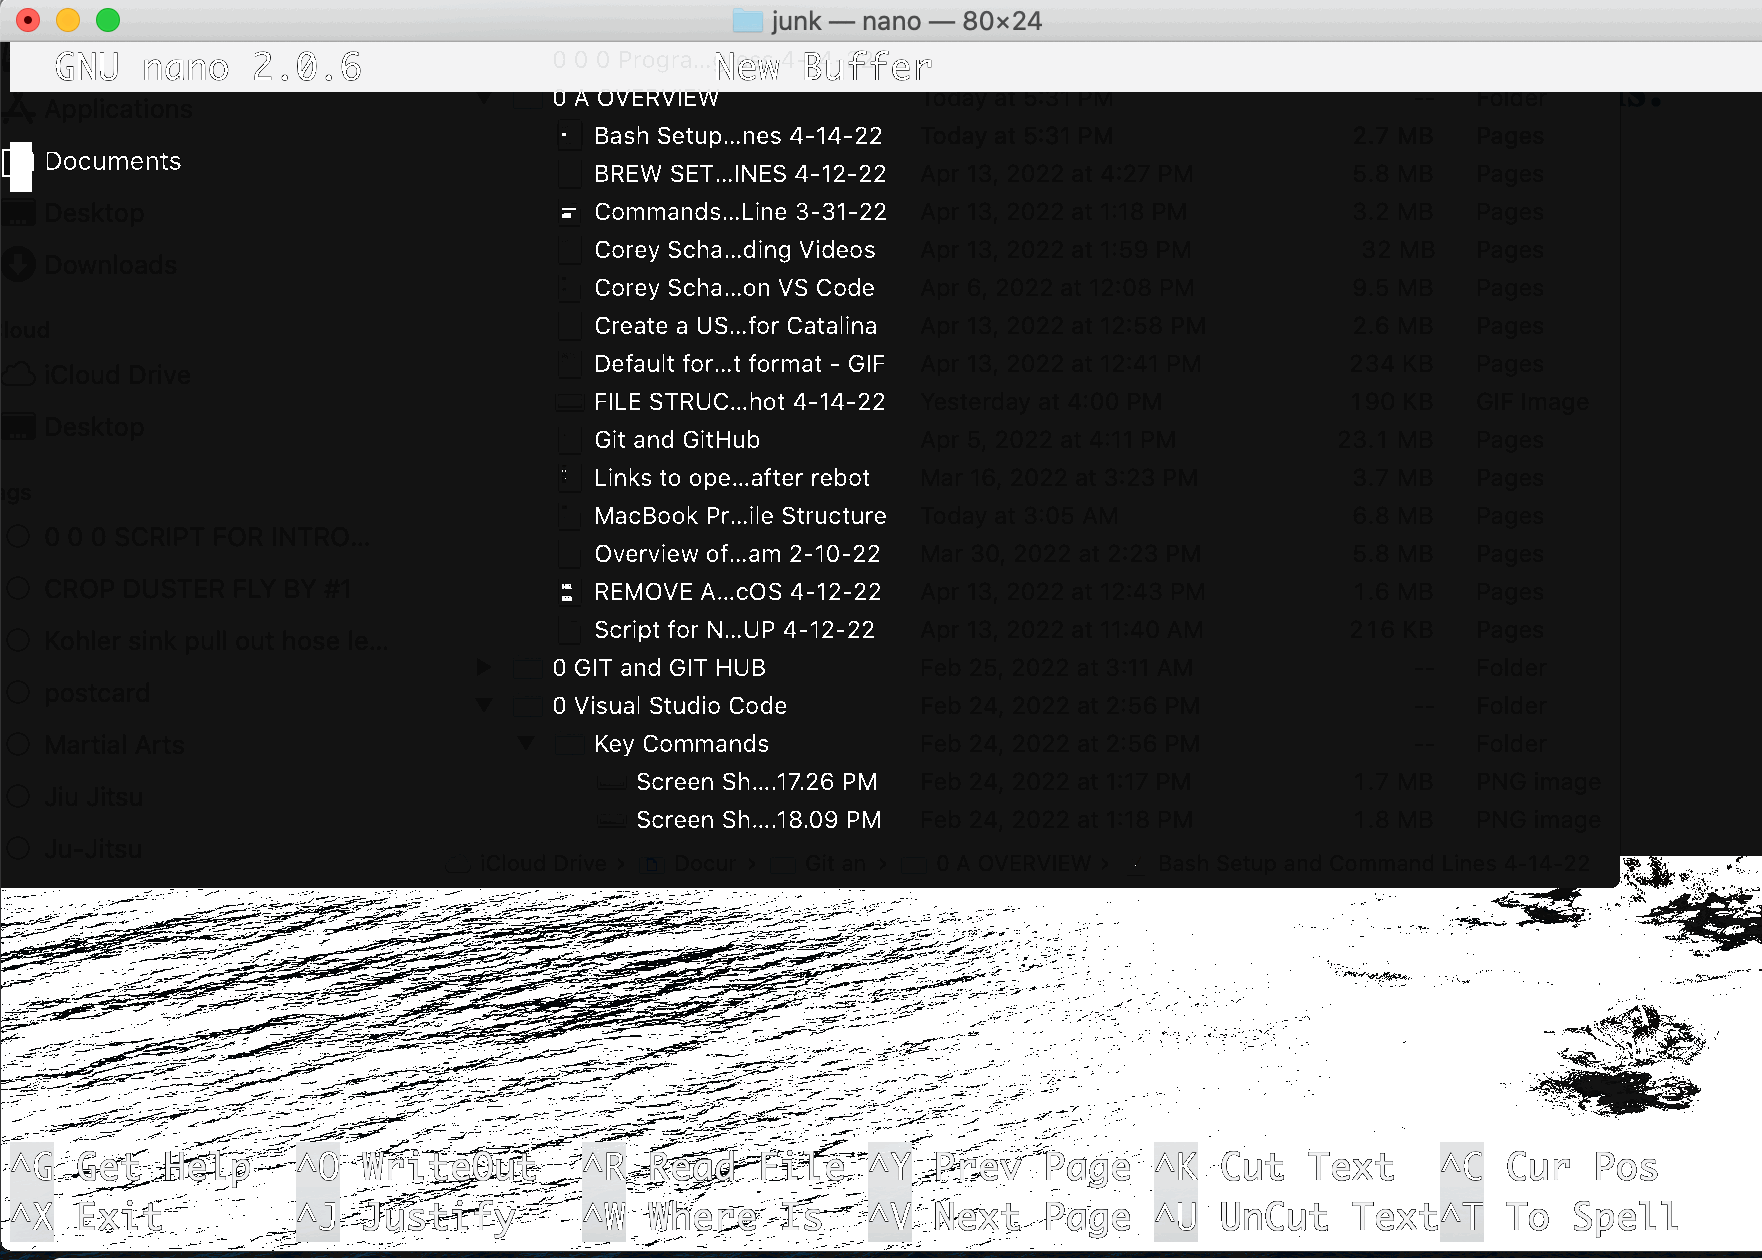 junk — nano — 80×24
GNU nano 2.0.6 New Buffer
0 0 0 Progra...
0 A OVERVIEW Today at 5:31 PM -- Folder
Applications
Bash Setup...nes 4-14-22 Today at 5:31 PM 2.7 MB Pages
Documents
BREW SET...INES 4-12-22 Apr 13, 2022 at 4:27 PM 5.8 MB Pages
Desktop
Commands...Line 3-31-22 Apr 13, 2022 at 1:18 PM 3.2 MB Pages
Downloads
Corey Scha...ding Videos Apr 13, 2022 at 1:59 PM 32 MB Pages
Corey Scha...on VS Code Apr 6, 2022 at 12:08 PM 9.5 MB Pages
loud
Create a US...for Catalina Apr 13, 2022 at 12:58 PM 2.6 MB Pages
iCloud Drive
Default for...t format - GIF Apr 13, 2022 at 12:41 PM 234 KB Pages
FILE STRUC...hot 4-14-22 Yesterday at 4:00 PM 190 KB GIF Image
Desktop
Git and GitHub Apr 5, 2022 at 4:11 PM 23.1 MB Pages
Links to ope...after rebot Mar 16, 2022 at 3:23 PM 3.7 MB Pages
ags
MacBook Pr...ile Structure Today at 3:05 AM 6.8 MB Pages
0 0 0 SCRIPT FOR INTRO...
Overview of...am 2-10-22 Mar 30, 2022 at 2:23 PM 5.8 MB Pages
CROP DUSTER FLY BY #1
REMOVE A...cOS 4-12-22 Apr 13, 2022 at 12:43 PM 1.6 MB Pages
Kohler sink pull out hose le...
Script for N...UP 4-12-22 Apr 13, 2022 at 11:40 AM 216 KB Pages
0 GIT and GIT HUB Feb 25, 2022 at 3:11 AM -- Folder
postcard
0 Visual Studio Code Feb 24, 2022 at 2:56 PM -- Folder
Martial Arts
Key Commands Feb 24, 2022 at 2:56 PM -- Folder
Jiu Jitsu
Screen Sh....17.26 PM Feb 24, 2022 at 1:17 PM 1.7 MB PNG image
Screen Sh....18.09 PM Feb 24, 2022 at 1:18 PM 1.8 MB PNG image
Ju-Jitsu
iCloud Drive › Docur › Git an › 0 A OVERVIEW › Bash Setup and Command Lines 4-14-22
^G Get Help ^O WriteOut ^R Read File ^Y Prev Page ^K Cut Text ^C Cur Pos
^X Exit ^J Justify ^W Where Is ^V Next Page ^U UnCut Text ^T To Spell